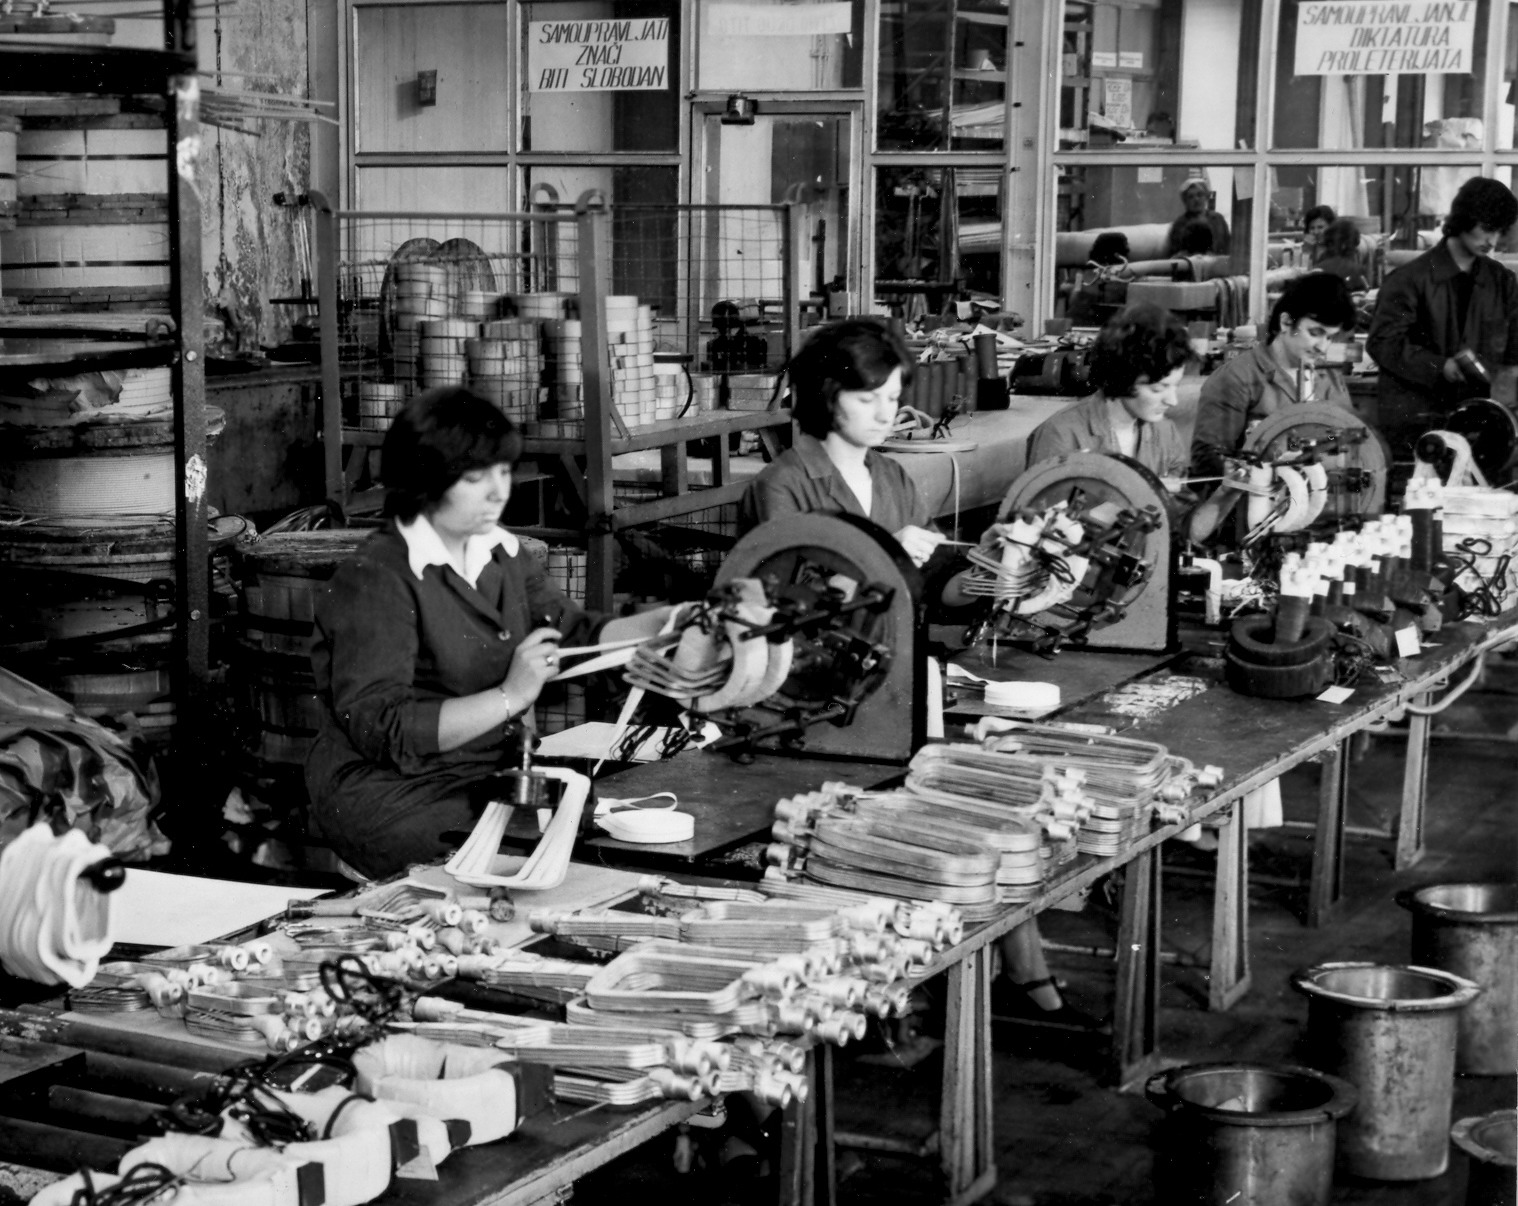 SAMOUPRAVLJATI
ZNAČI
BITI SLOBODAN
SAMOUPRAVLJANJE
DIKTATURA
PROLETERIJATA